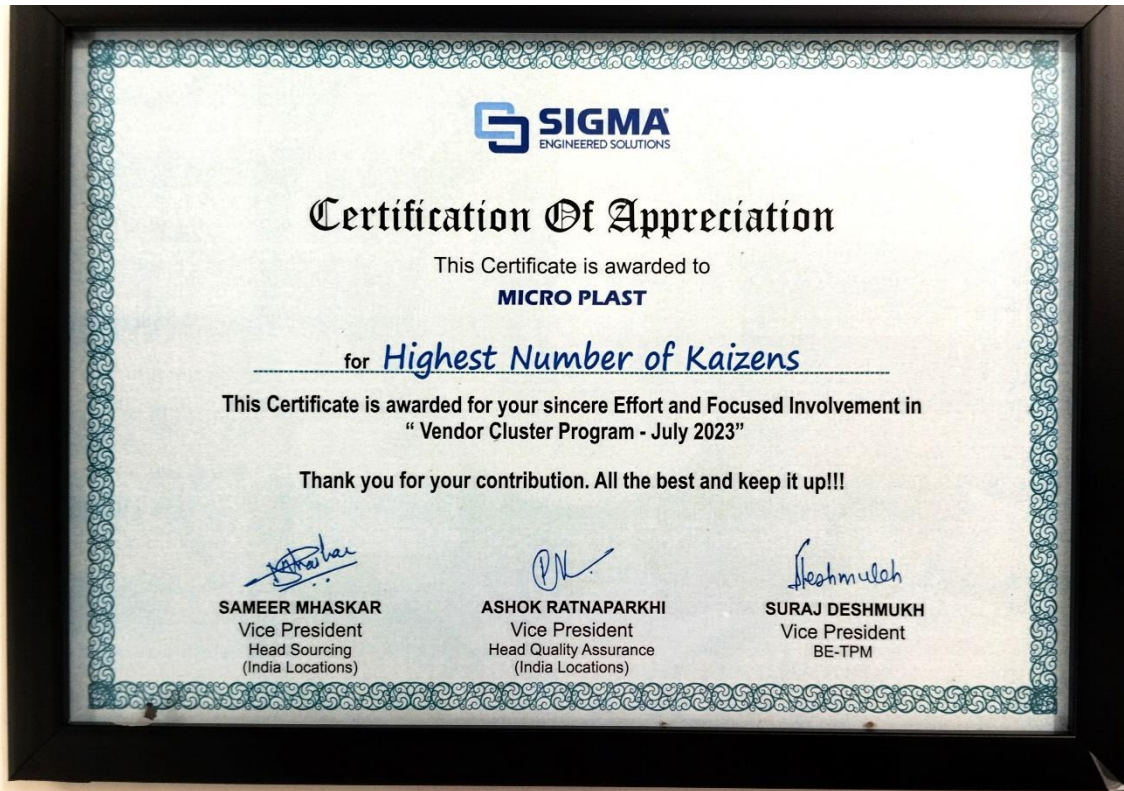 SIGMA
ENGINEERED SOLUTIONS
Certification Of Appreciation
This Certificate is awarded to
MICRO PLAST
for Highest Number of Kaizens
This Certificate is awarded for your sincere Effort and Focused Involvement in
“ Vendor Cluster Program - July 2023”
Thank you for your contribution. All the best and keep it up!!!
SAMEER MHASKAR
Vice President
Head Sourcing
(India Locations)
ASHOK RATNAPARKHI
Vice President
Head Quality Assurance
(India Locations)
Deshmukh
SURAJ DESHMUKH
Vice President
BE-TPM